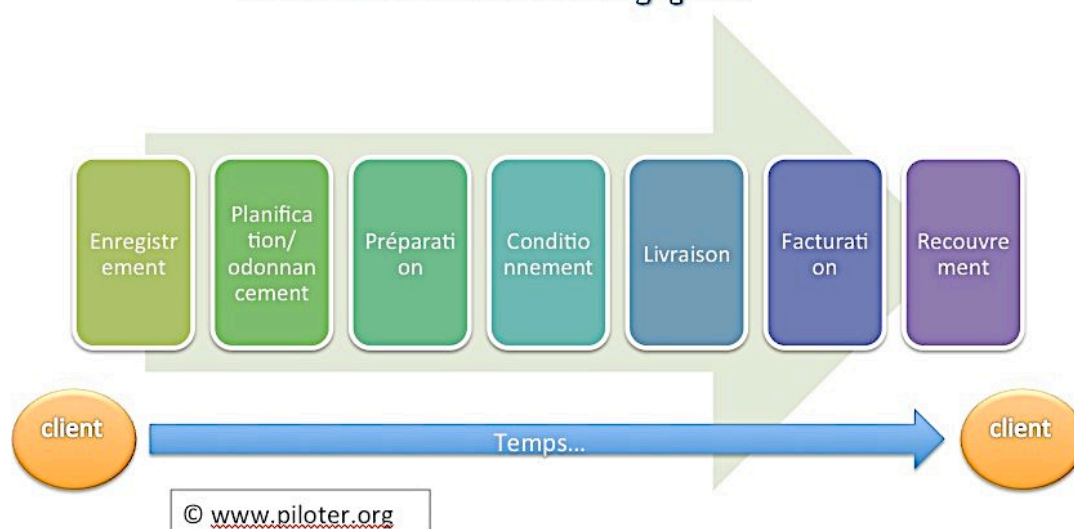 Enregistr
ement
Planifica
tion/
odonnan
cement
Préparati
on
Conditio
nnement
Livraison
Facturati
on
Recouvre
ment
client
Temps...
client
© www.piloter.org